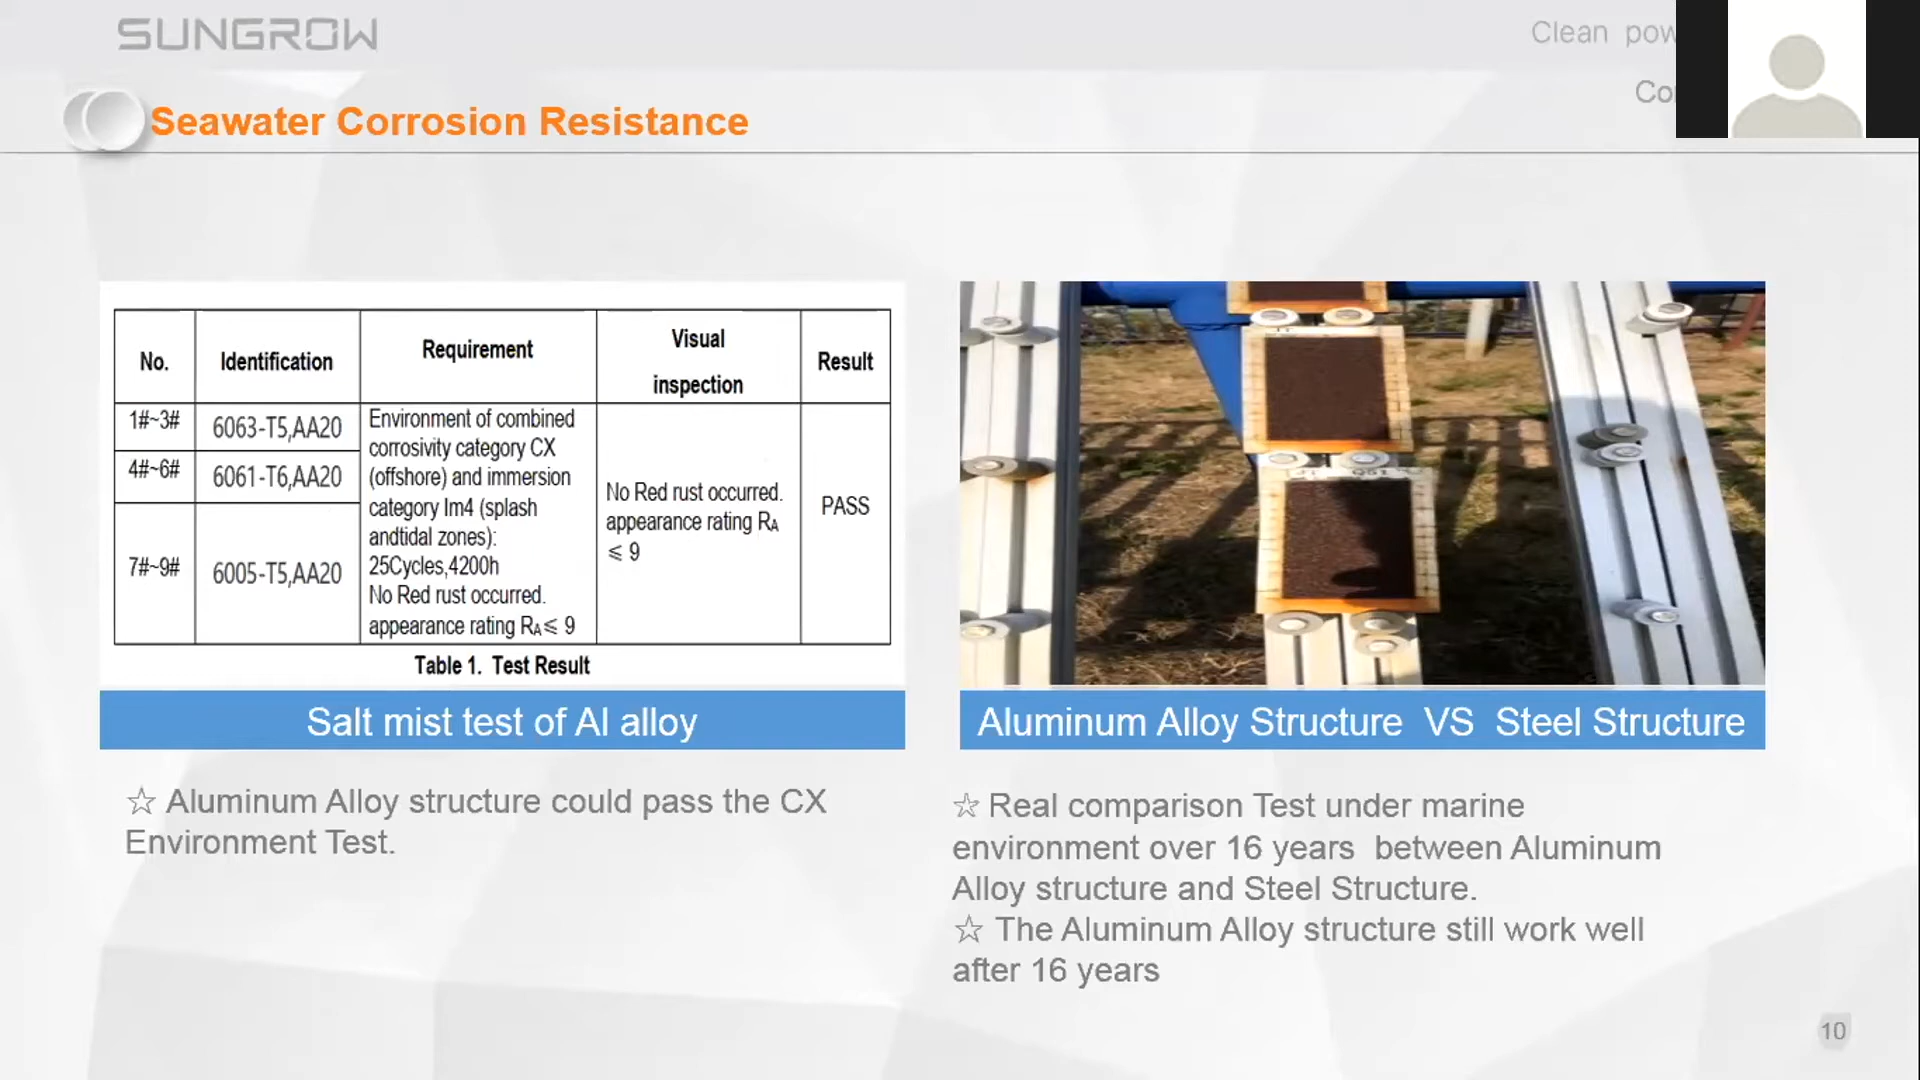 SUNGROW
Clean pow
Co
Seawater Corrosion Resistance
No.
Identification
Requirement
Visual
inspection
Result
1#~3#
6063-T5,AA20
4#~6#
6061-T6,AA20
7#~9#
6005-T5,AA20
Environment of combined
corrosivity category CX
(offshore) and immersion
category Im4 (splash
andtidal zones):
25Cycles,4200h
No Red rust occurred.
appearance rating RA⩽ 9
No Red rust occurred.
appearance rating RA
⩽ 9
PASS
Table 1. Test Result
Salt mist test of Al alloy
☆ Aluminum Alloy structure could pass the CX
Environment Test.
Aluminum Alloy Structure VS Steel Structure
☆ Real comparison Test under marine
environment over 16 years between Aluminum
Alloy structure and Steel Structure.
☆ The Aluminum Alloy structure still work well
after 16 years
10